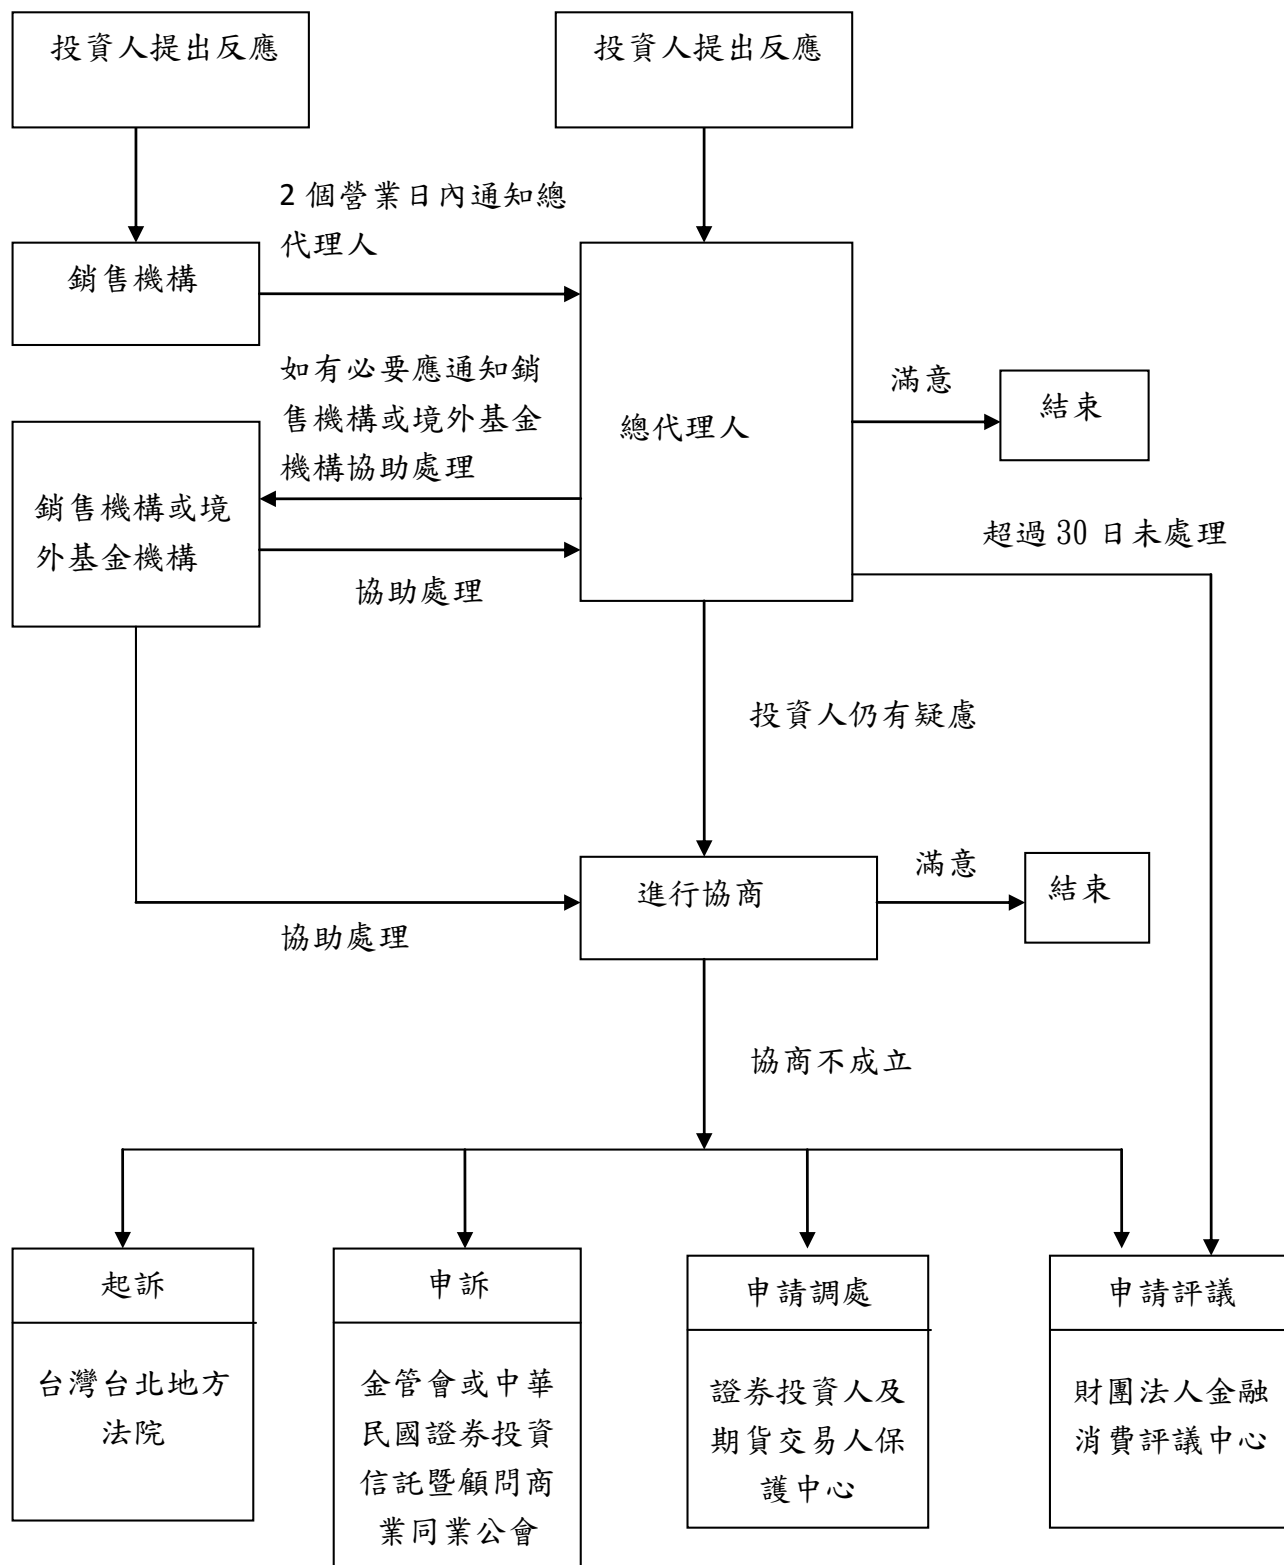 投資人提出反應
投資人提出反應
2 個營業日內通知總
代理人
銷售機構
如有必要應通知銷
售機構或境外基金
機構協助處理
總代理人
滿意
結束
銷售機構或境
外基金機構
協助處理
超過 30 日未處理
投資人仍有疑慮
進行協商
滿意
結束
協助處理
協商不成立
起訴
台灣台北地方
法院
申訴
金管會或中華
民國證券投資
信託暨顧問商
業同業公會
申請調處
證券投資人及
期貨交易人保
護中心
申請評議
財團法人金融
消費評議中心